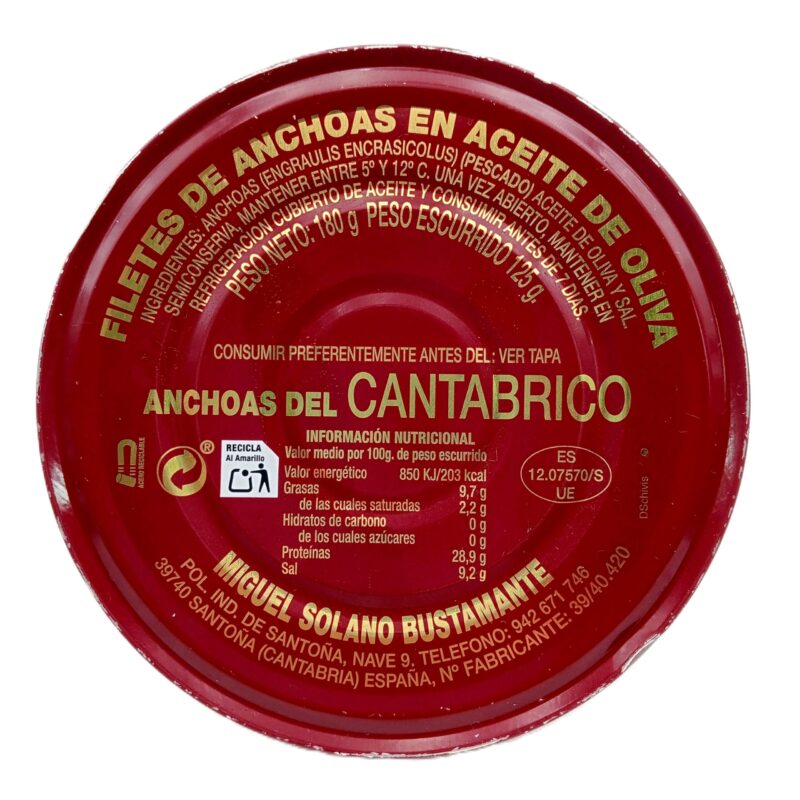 FILETES DE ANCHOAS EN ACEITE DE OLIVA
INGREDIENTES: ANCHOAS (ENGRAULIS ENCRASICOLUS) (PESCADO) ACEITE DE OLIVA Y SAL.
SEMICONSERVA, MANTENER ENTRE 5º Y 12º C. UNA VEZ ABIERTO, MANTENER EN
REFRIGERACIÓN CUBIERTO DE ACEITE Y CONSUMIR ANTES DE 7 DIAS.
PESO NETO: 180 g PESO ESCURRIDO 125 g.
CONSUMIR PREFERENTEMENTE ANTES DEL: VER TAPA
ANCHOAS DEL CANTABRICO
ACERO RECICLABLE
®
RECICLA
Al Amarillo
INFORMACIÓN NUTRICIONAL
Valor medio por 100g. de peso escurrido
Valor energético 850 KJ/203 kcal
Grasas 9,7 g
de las cuales saturadas 2,2 g
Hidratos de carbono 0 g
de los cuales azúcares 0 g
Proteínas 28,9 g
Sal 9,2 g
ES
12.07570/S
UE
DSchivis
MIGUEL SOLANO BUSTAMANTE
POL. IND. DE SANTOÑA, NAVE 9, TELEFONO: 942 671 746
39740 SANTOÑA (CANTABRIA) ESPAÑA, Nº FABRICANTE: 39/40.420